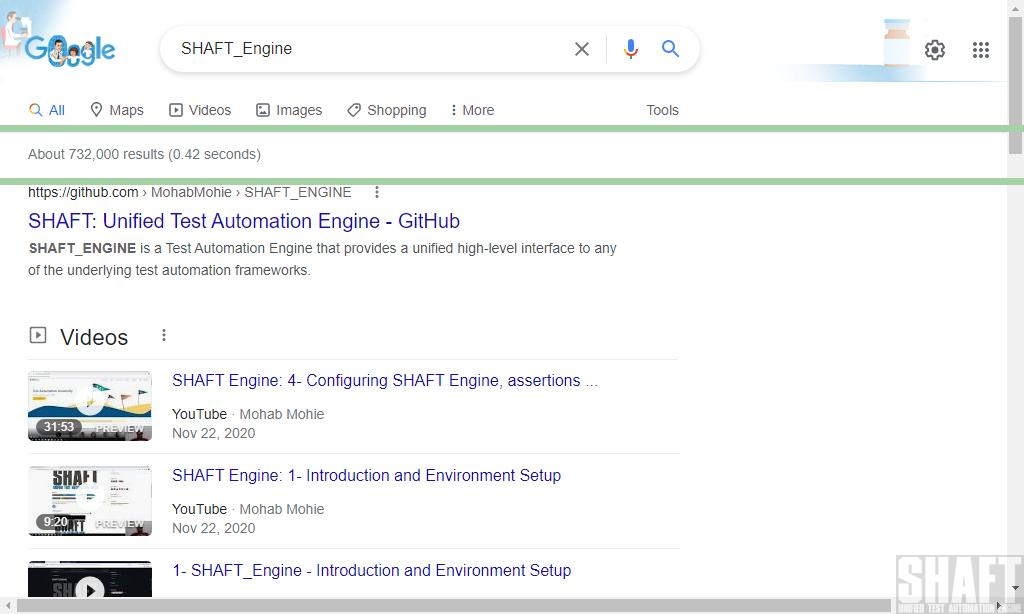 Google
SHAFT_Engine
All
Maps
Videos
Images
Shopping
More
Tools
About 732,000 results (0.42 seconds)
https://github.com › MohabMohie › SHAFT_ENGINE
SHAFT: Unified Test Automation Engine - GitHub
SHAFT_ENGINE is a Test Automation Engine that provides a unified high-level interface to any
of the underlying test automation frameworks.
Videos
SHAFT Engine: 4- Configuring SHAFT Engine, assertions ...
31:53
PREVIEW
YouTube · Mohab Mohie
Nov 22, 2020
SHAFT Engine: 1- Introduction and Environment Setup
SHAFT
9:20
PREVIEW
YouTube · Mohab Mohie
Nov 22, 2020
1- SHAFT_Engine - Introduction and Environment Setup
SHAFT
UNIFIED TEST AUTOMATION